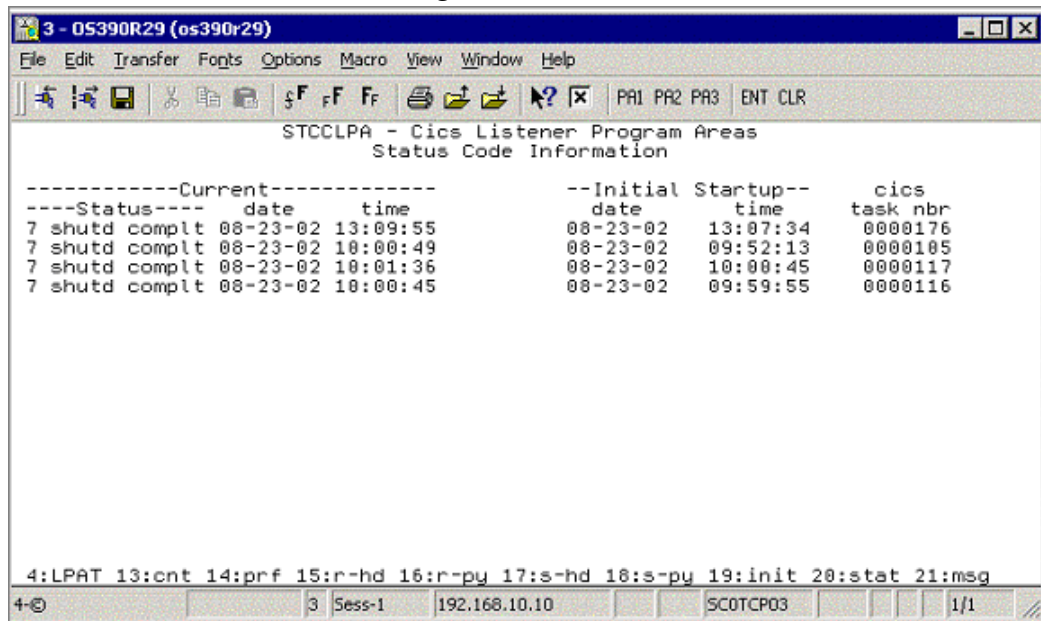 3 - OS390R29 (os390r29)
File Edit Transfer Fonts Options Macro View Window Help
PA1 PA2 PA3 ENT CLR
STCCLPA - Cics Listener Program Areas
Status Code Information
------------Current------------- --Initial Startup-- cics
----Status---- date time date time task nbr
7 shutd complt 08-23-02 13:09:55 08-23-02 13:07:34 0000176
7 shutd complt 08-23-02 10:00:49 08-23-02 09:52:13 0000105
7 shutd complt 08-23-02 10:01:36 08-23-02 10:00:45 0000117
7 shutd complt 08-23-02 10:00:45 08-23-02 09:59:55 0000116
4:LPAT 13:cnt 14:prf 15:r-hd 16:r-py 17:s-hd 18:s-py 19:init 20:stat 21:msg
4-© 3 Sess-1 192.168.10.10 SC0TCP03 1/1